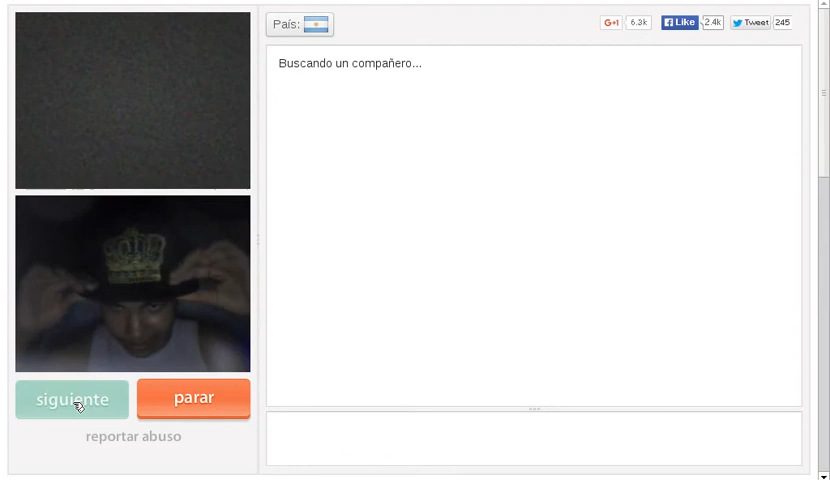 País:
G+1 6.3k Like 2.4k Tweet 245
Buscando un compañero...
siguiente
parar
reportar abuso